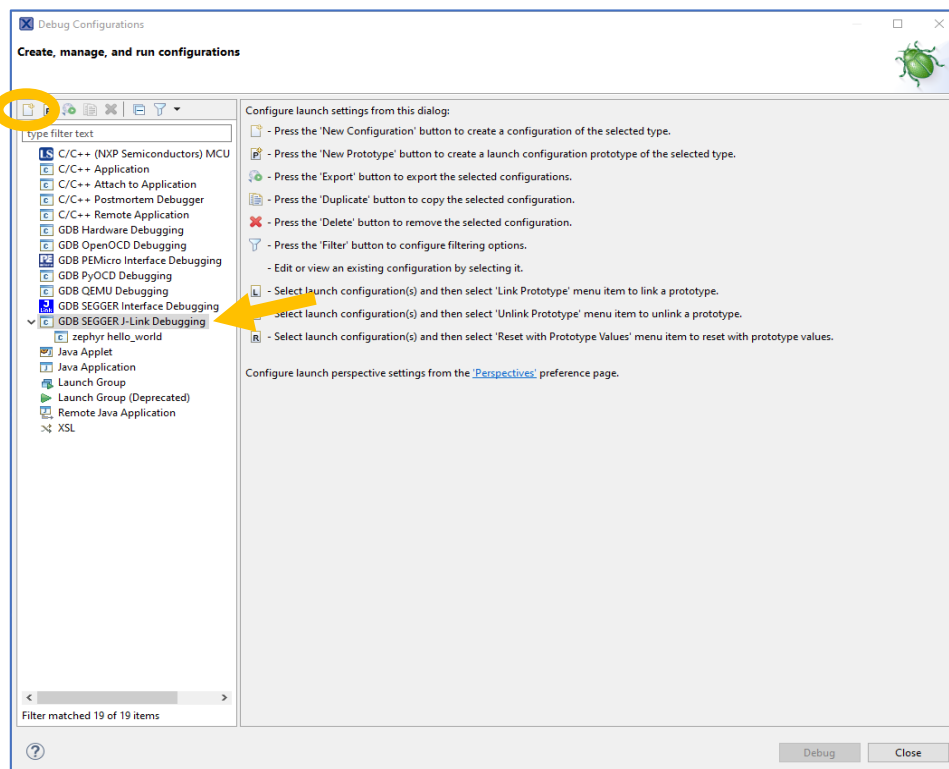 Debug Configurations
Create, manage, and run configurations
type filter text
C/C++ (NXP Semiconductors) MCU
C/C++ Application
C/C++ Attach to Application
C/C++ Postmortem Debugger
C/C++ Remote Application
GDB Hardware Debugging
GDB OpenOCD Debugging
GDB PEMicro Interface Debugging
GDB PyOCD Debugging
GDB QEMU Debugging
GDB SEGGER Interface Debugging
GDB SEGGER J-Link Debugging
zephyr hello_world
Java Applet
Java Application
Launch Group
Launch Group (Deprecated)
Remote Java Application
XSL
Filter matched 19 of 19 items
Configure launch settings from this dialog:
- Press the 'New Configuration' button to create a configuration of the selected type.
- Press the 'New Prototype' button to create a launch configuration prototype of the selected type.
- Press the 'Export' button to export the selected configurations.
- Press the 'Duplicate' button to copy the selected configuration.
- Press the 'Delete' button to remove the selected configuration.
- Press the 'Filter' button to configure filtering options.
- Edit or view an existing configuration by selecting it.
- Select launch configuration(s) and then select 'Link Prototype' menu item to link a prototype.
Select launch configuration(s) and then select 'Unlink Prototype' menu item to unlink a prototype.
- Select launch configuration(s) and then select 'Reset with Prototype Values' menu item to reset with prototype values.
Configure launch perspective settings from the 'Perspectives' preference page.
Debug
Close